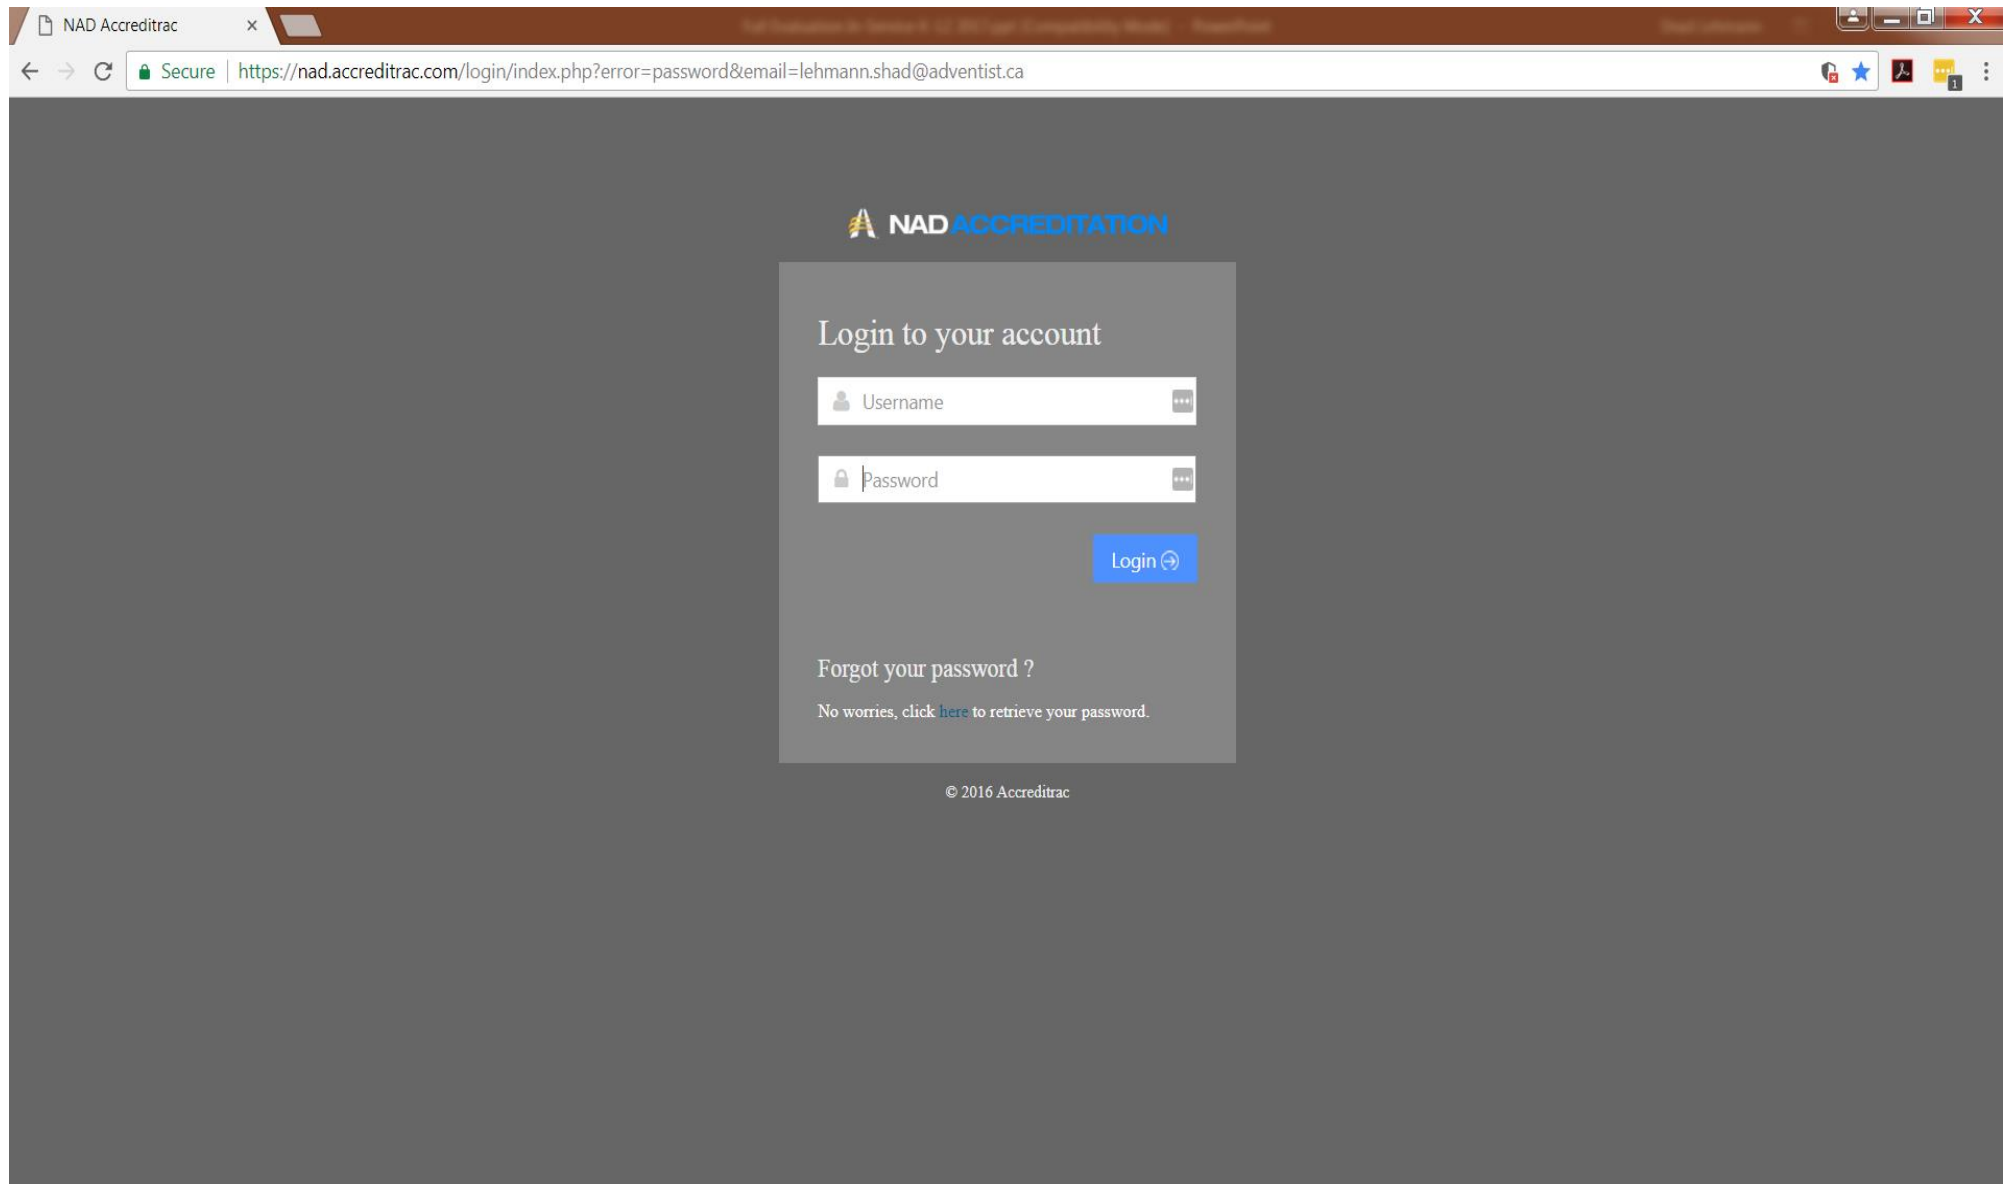 NAD Accreditrac
Secure
https://nad.accreditrac.com/login/index.php?error=password&email=lehmann.shad@adventist.ca
1
NAD ACCREDITATION
Login to your account
Username
Password
Login
Forgot your password ?
No worries, click here to retrieve your password.
© 2016 Accreditrac